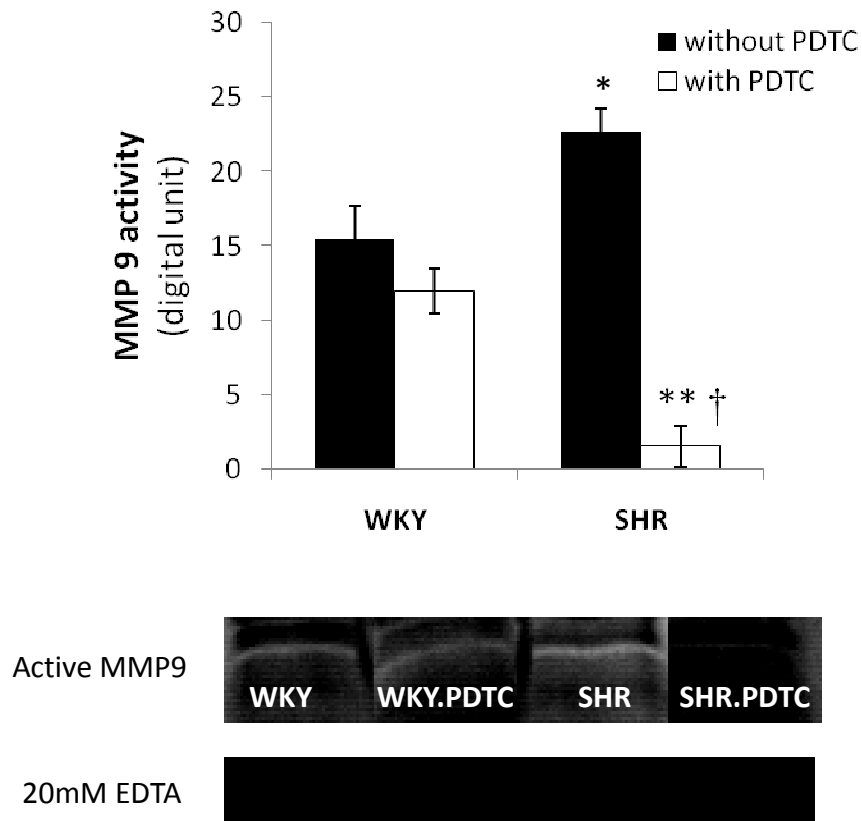 30
25
20
15
10
5
0
MMP 9 activity
(digital unit)
without PDTC
with PDTC
*
** †
WKY SHR
Active MMP9
WKY WKY.PDTC SHR SHR.PDTC
20mM EDTA